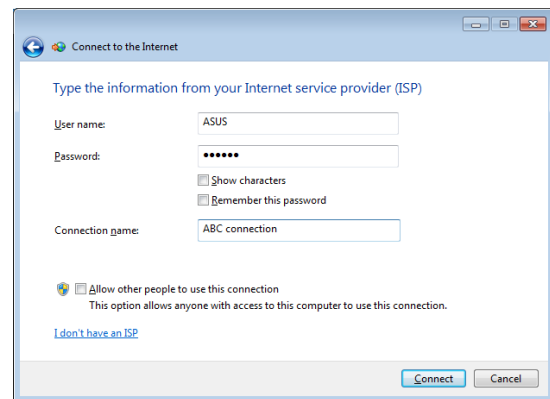 Connect to the Internet
Type the information from your Internet service provider (ISP)
User name: ASUS
Password: ••••••
Show characters
Remember this password
Connection name: ABC connection
Allow other people to use this connection
This option allows anyone with access to this computer to use this connection.
I don't have an ISP
Connect Cancel